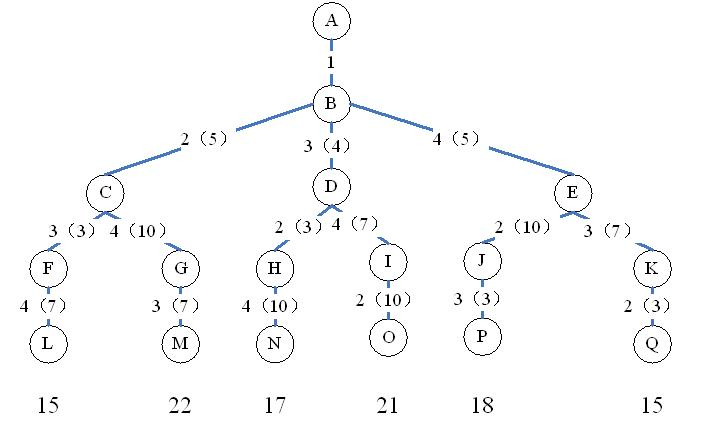 A
1
B
2（5） 3（4） 4（5）
C D E
3（3） 4（10） 2（3） 4（7） 2（10） 3（7）
F G H I J K
4（7） 3（7） 4（10） 2（10） 3（3） 2（3）
L M N O P Q
15 22 17 21 18 15